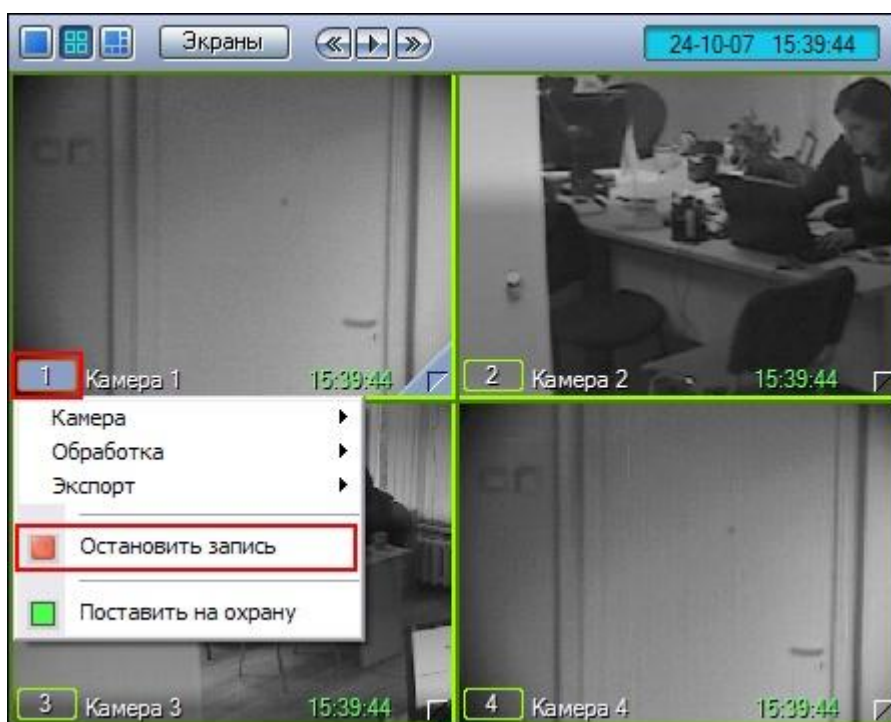 Экраны 24-10-07 15:39:44
1 Камера 1 15:39:44
2 Камера 2 15:39:44
Камера
Обработка
Экспорт
Остановить запись
Поставить на охрану
3 Камера 3 15:39:44
4 Камера 4 15:39:44